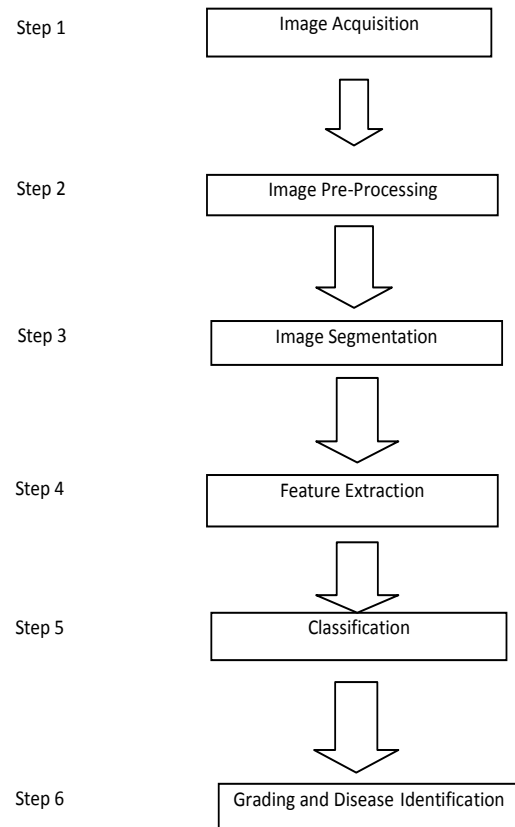 Step 1 Image Acquisition
Step 2 Image Pre-Processing
Step 3 Image Segmentation
Step 4 Feature Extraction
Step 5 Classification
Step 6 Grading and Disease Identification